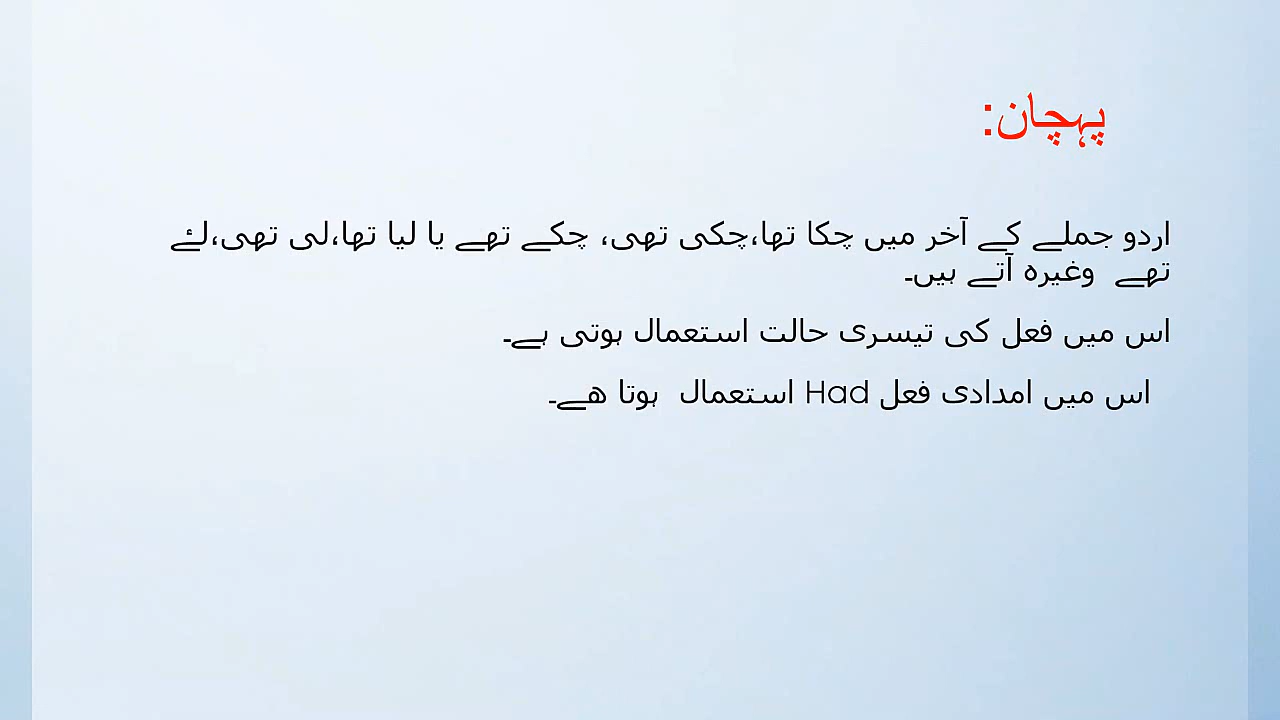 پہچان:
اردو جملے کے آخر میں چکا تھا،چکی تھی، چکے تھے یا لیا تھا،لی تھی،لۓ
تھے وغیرہ آتے ہیں۔
اس میں فعل کی تیسری حالت استعمال ہوتی ہے۔
اس میں امدادی فعل Had استعمال ہوتا ھے۔